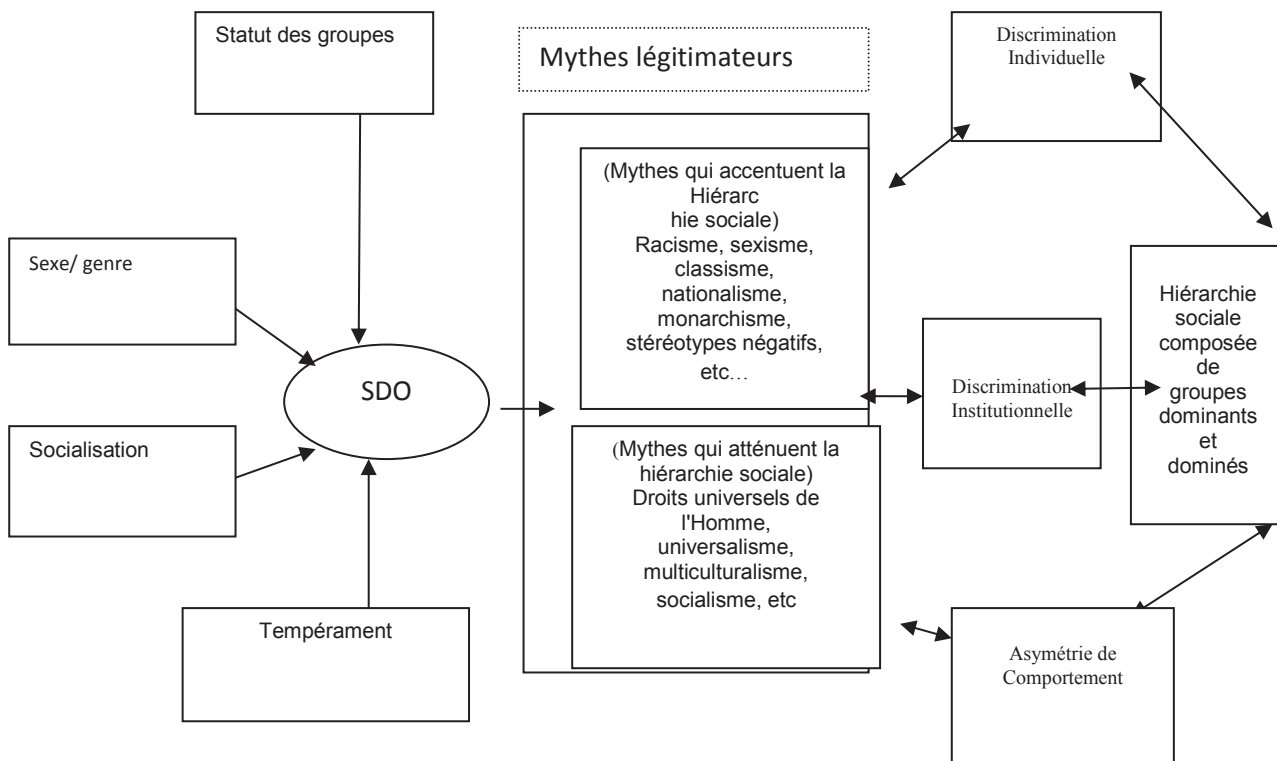 Statut des groupes
Mythes légitimateurs
Discrimination
Individuelle
(Mythes qui accentuent la
Hiérarc
hie sociale)
Racisme, sexisme,
classisme,
nationalisme,
monarchisme,
stéréotypes négatifs,
etc…
Sexe/ genre
SDO
Socialisation
Tempérament
(Mythes qui atténuent la
hiérarchie sociale)
Droits universels de
l'Homme,
universalisme,
multiculturalisme,
socialisme, etc
Discrimination
Institutionnelle
Hiérarchie
sociale
composée
de
groupes
dominants
et
dominés
Asymétrie de
Comportement